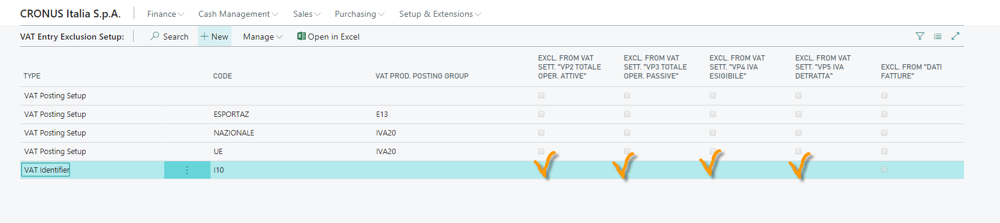 CRONUS Italia S.p.A. Finance Cash Management Sales Purchasing Setup & Extensions
VAT Entry Exclusion Setup: Search + New Manage Open in Excel
EXCL. FROM VAT EXCL. FROM VAT EXCL. FROM VAT EXCL. FROM VAT
SETT. "VP2 TOTALE SETT. "VP3 TOTALE SETT. "VP4 IVA SETT. "VP5 IVA EXCL. FROM "DATI
TYPE CODE VAT PROD. POSTING GROUP OPER. ATTIVE" OPER. PASSIVE" ESIGIBILE" DETRATTA" FATTURE"
VAT Posting Setup
VAT Posting Setup ESPORTAZ E13
VAT Posting Setup NAZIONALE IVA20
VAT Posting Setup UE IVA20
VAT Identifier I10